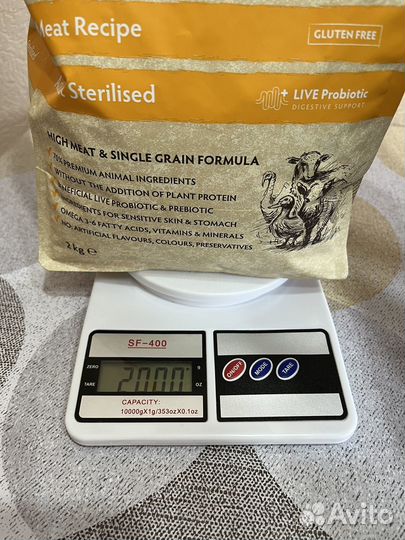 Meat Recipe
GLUTEN FREE
Sterilised
LIVE Probiotic
DIGESTIVE SUPPORT
HIGH MEAT & SINGLE GRAIN FORMULA
PREMIUM ANIMAL INGREDIENTS
WITHOUT THE ADDITION OF PLANT PROTEIN
BENEFICIAL LIVE PROBIOTIC & PREBIOTIC
INGREDIENTS FOR SENSITIVE SKIN & STOMACH
OMEGA 3-6 FATTY ACIDS, VITAMINS & MINERALS
NO: ARTIFICIAL FLAVOURS, COLOURS, PRESERVATIVES
2 kg e
SF-400
ZERO
TARE
2000
g
oz
ON/OFF
MODE
TARE
CAPACITY:
10000gX1g/353ozX0.1oz
Avito